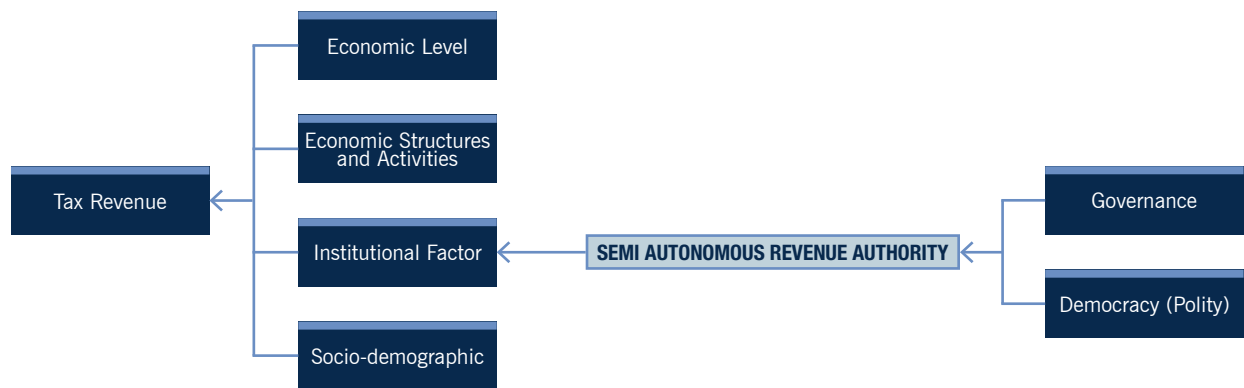 Economic Level
Economic Structures
and Activities
Tax Revenue
Governance
Institutional Factor
SEMI AUTONOMOUS REVENUE AUTHORITY
Democracy (Polity)
Socio-demographic